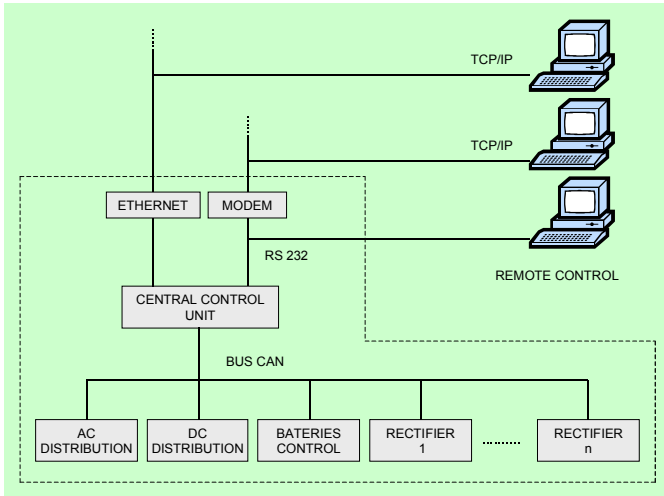 TCP/IP
TCP/IP
ETHERNET
MODEM
RS 232
REMOTE CONTROL
CENTRAL CONTROL
UNIT
BUS CAN
AC
DISTRIBUTION
DC
DISTRIBUTION
BATERIES
CONTROL
RECTIFIER
1
RECTIFIER
n